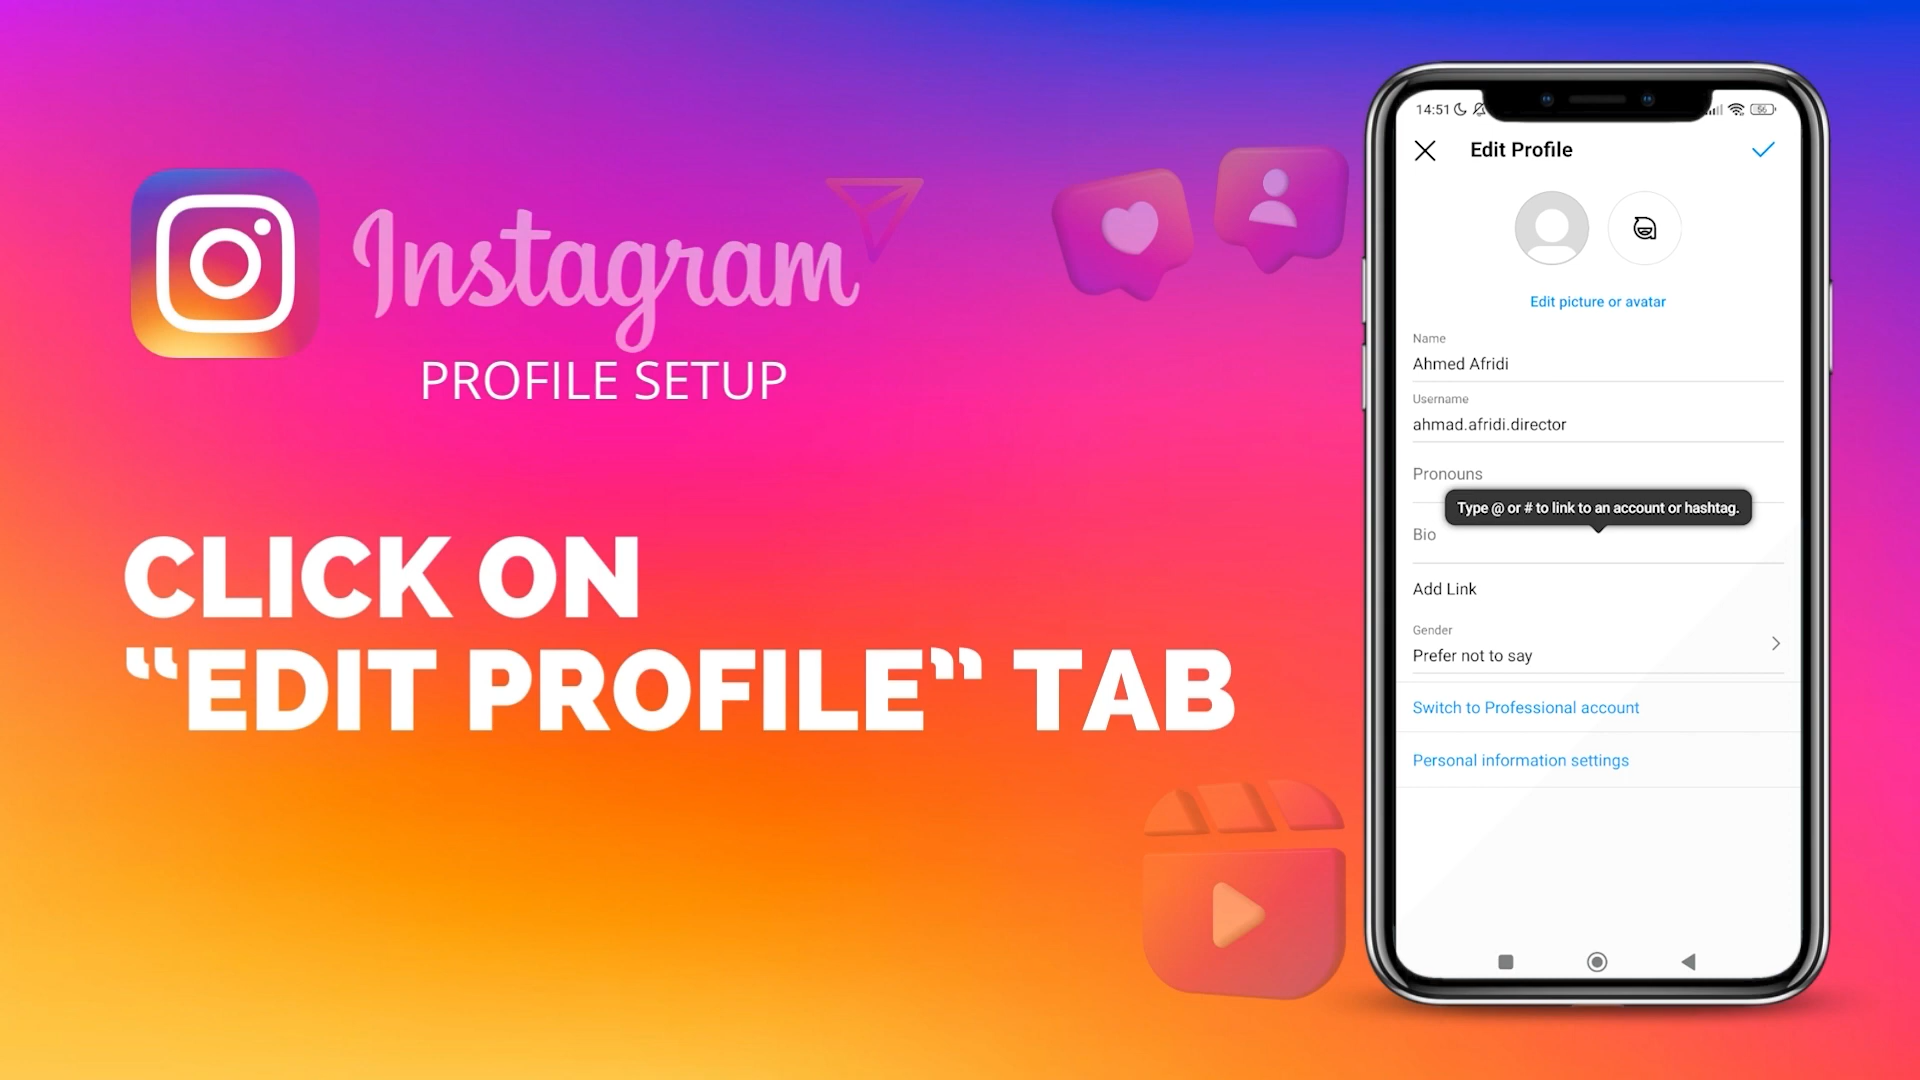 Instagram
PROFILE SETUP
CLICK ON
“EDIT PROFILE” TAB
14:51
56
Edit Profile
Edit picture or avatar
Name
Ahmed Afridi
Username
ahmad.afridi.director
Pronouns
Type @ or # to link to an account or hashtag.
Bio
Add Link
Gender
Prefer not to say
Switch to Professional account
Personal information settings